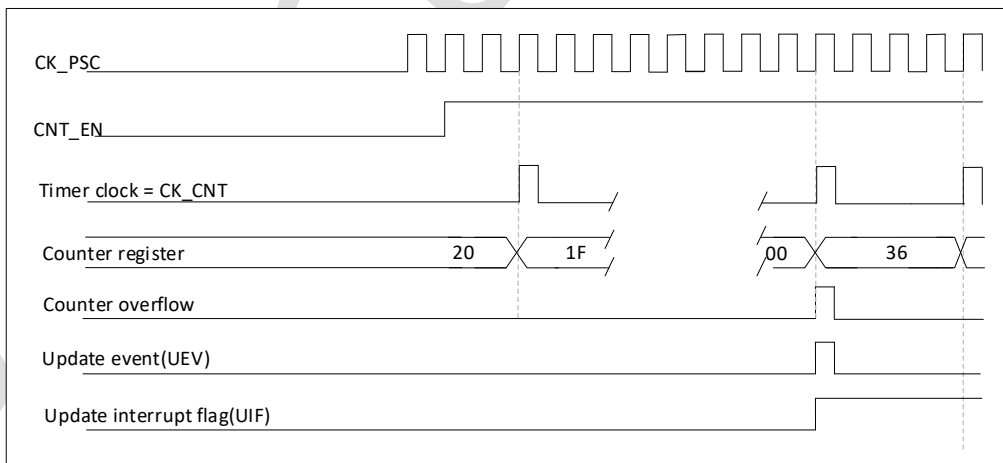 CK_PSC
CNT_EN
Timer clock = CK_CNT
Counter register 20 1F 00 36
Counter overflow
Update event(UEV)
Update interrupt flag(UIF)